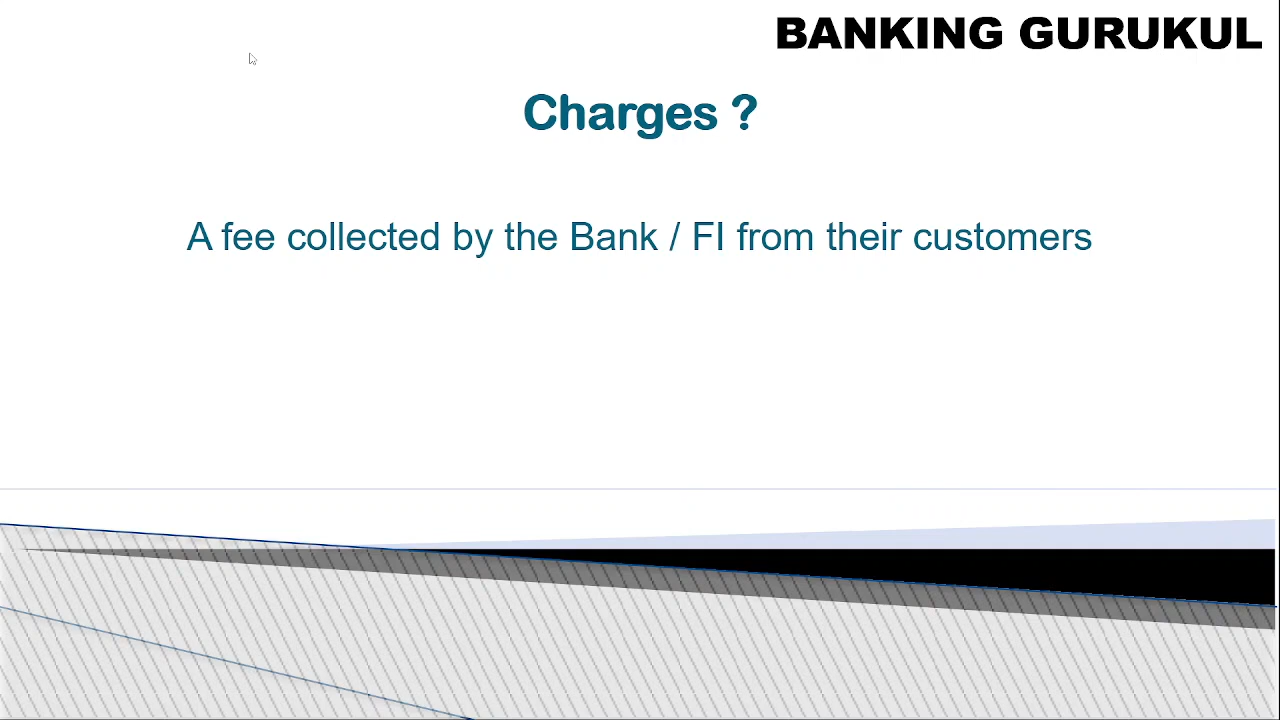 BANKING GURUKUL
Charges ?
A fee collected by the Bank / FI from their customers